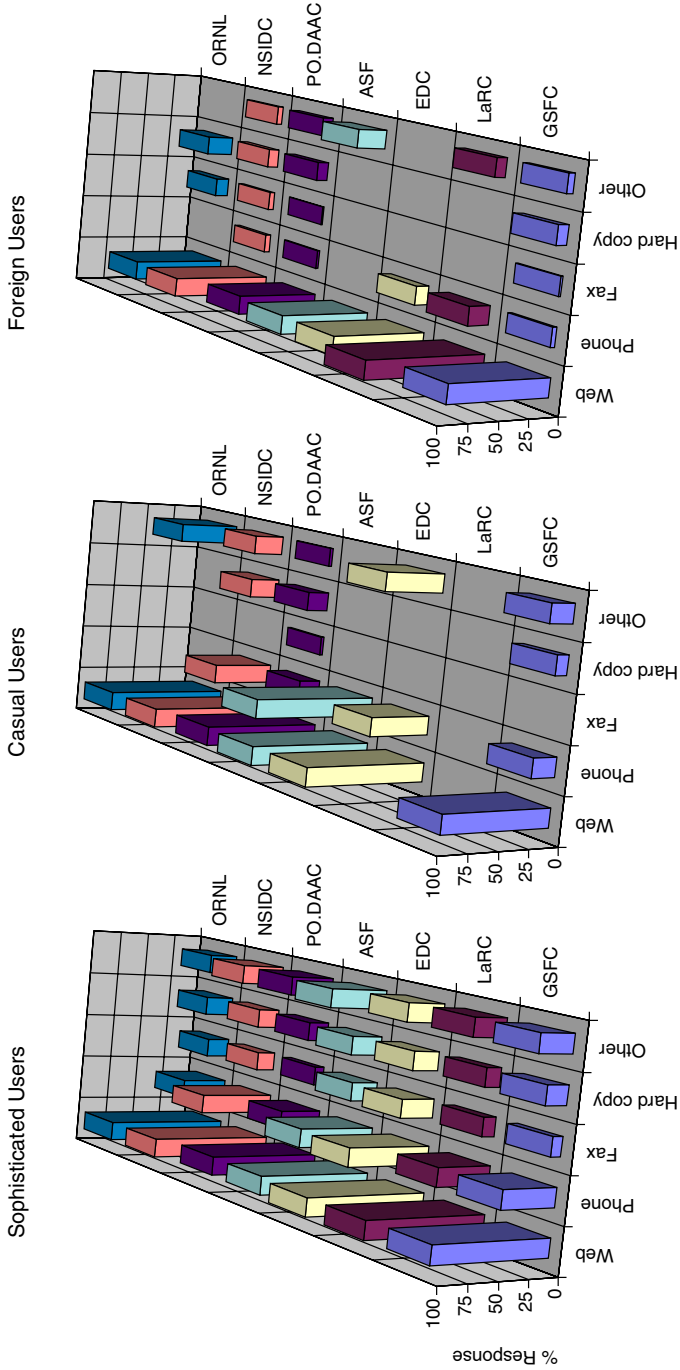 Sophisticated Users
% Response
100
75
50
25
0
Web
Phone
Fax
Hard copy
Other
GSFC
LaRC
EDC
ASF
PO.DAAC
NSIDC
ORNL
Casual Users
100
75
50
25
0
Web
Phone
Fax
Hard copy
Other
GSFC
LaRC
EDC
ASF
PO.DAAC
NSIDC
ORNL
Foreign Users
100
75
50
25
0
Web
Phone
Fax
Hard copy
Other
GSFC
LaRC
EDC
ASF
PO.DAAC
NSIDC
ORNL